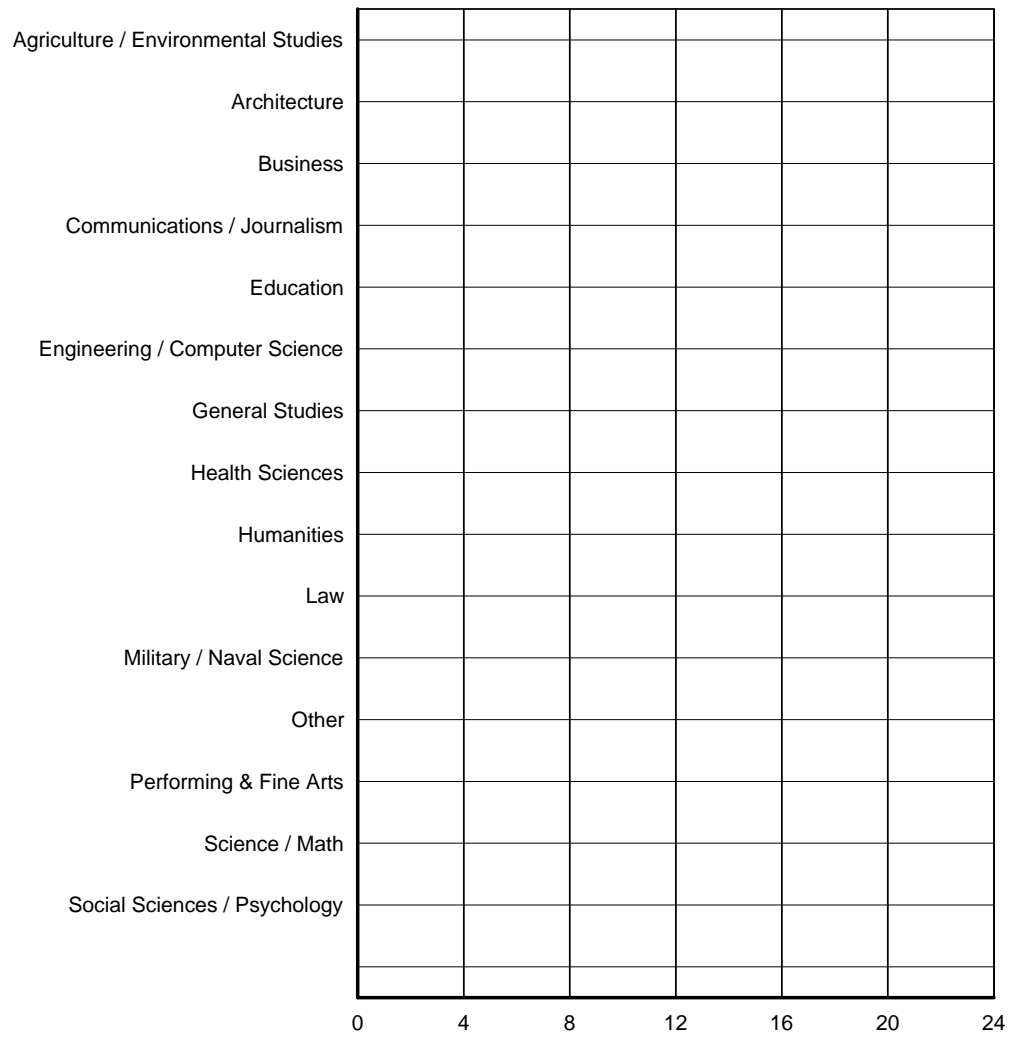 Agriculture / Environmental Studies
Architecture
Business
Communications / Journalism
Education
Engineering / Computer Science
General Studies
Health Sciences
Humanities
Law
Military / Naval Science
Other
Performing & Fine Arts
Science / Math
Social Sciences / Psychology
0 4 8 12 16 20 24